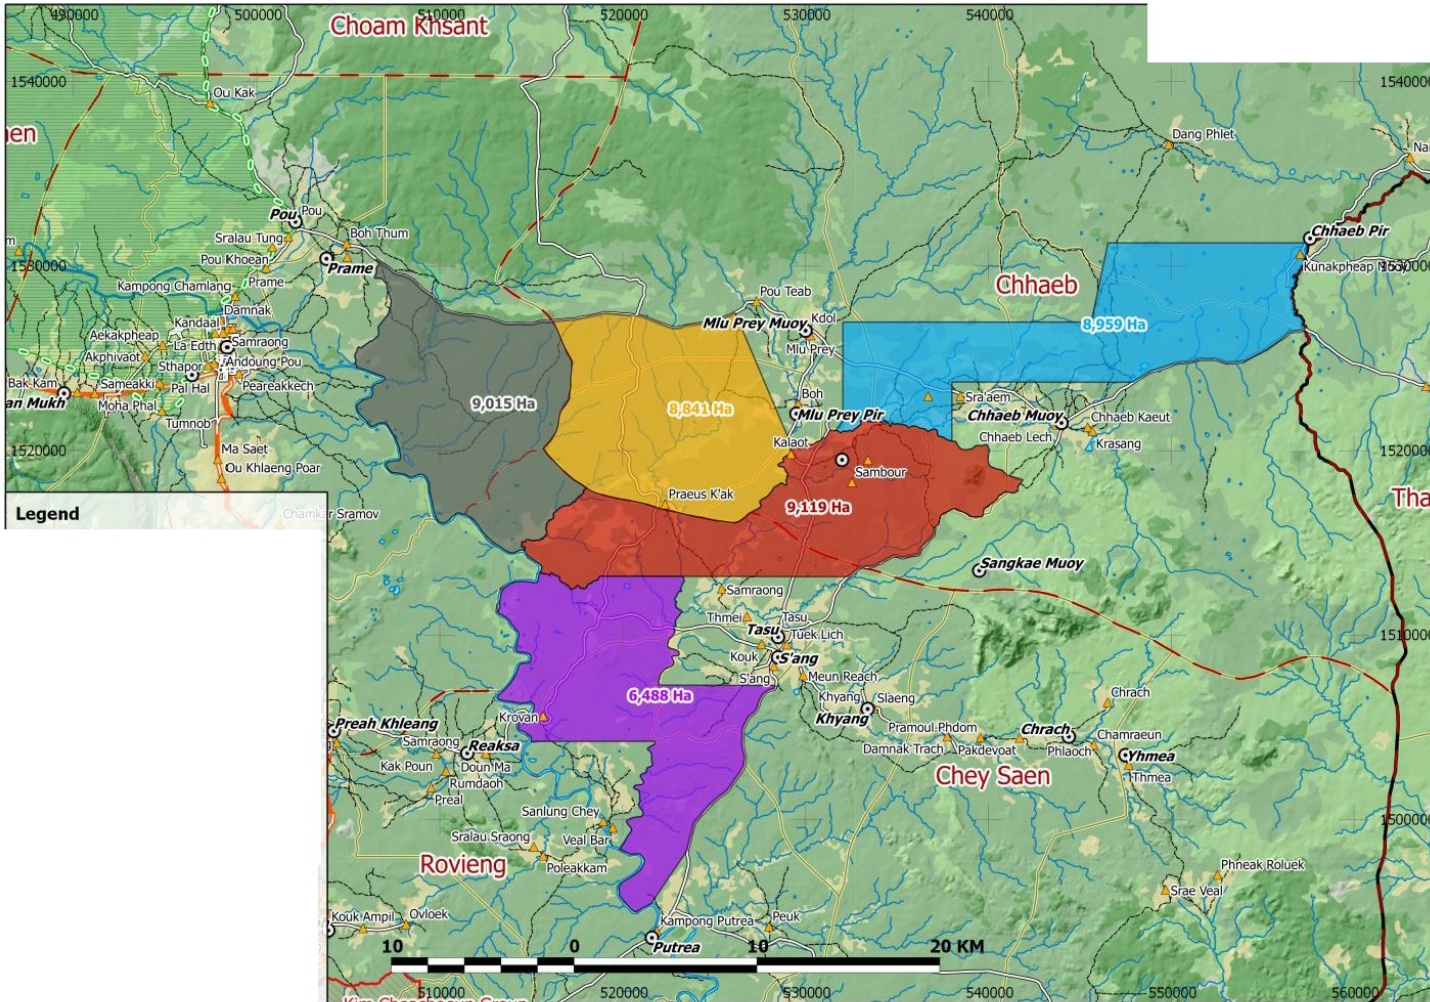 490000 500000 510000 520000 530000 540000
Choam Khsant
1540000 1540000
Ou Kak
Dang Phlet
Pou Pou
Sralau Tung Boh Thum
Chhaeb Pir
Pou Khoean Prame
Kunakpheap
Prame
Chhaeb
Kampong Chamlang
Pou Teab
Damnak
Kdol
Kandaal
Mlu Prey Muoy
8,959 Ha
Aekakpheap La Edth Samraong
Mlu Prey
Akphivaot Andoung Pou
Sthapor
Bak Kam Sameakki Pal Hal Peareakkech
an Mukh Moha Phal
9,015 Ha 8,841 Ha
Boh Sra'aem
Mlu Prey Pir Chhaeb Muoy Chhaeb Kaeut
Tumnob
Kalaot Chhaeb Lech Krasang
Ma Saet
1520000 1520000
Ou Khlaeng Poar
Sambour
Praeus K'ak
Tha
9,119 Ha
Legend
Chamkar Sramov
Sangkae Muoy
Samraong
Thmei Tasu
Tasu Tuek Lich
Kouk S'ang
S'ang Meun Reach
6,488 Ha
Khyang Slaeng Chrach
Krovan Khyang
Preah Khleang Pramoul Phdom Chrach Chamraeun
Samraong Reaksa Damnak Trach Pakdevoat Phlaoch Yhmea
Kak Poun Doun Ma Thmea
Chey Saen
Rumdaoh
Preal
Sanlung Chey
1500000 1500000
Sralau Sraong Veal Bar
Rovieng Poleakkam
Phneak Roluek
Srae Veal
Kouk Ampil Ovloek Kampong Putrea Peuk
Putrea
10 0 10 20 KM
510000 520000 530000 540000 550000 560000